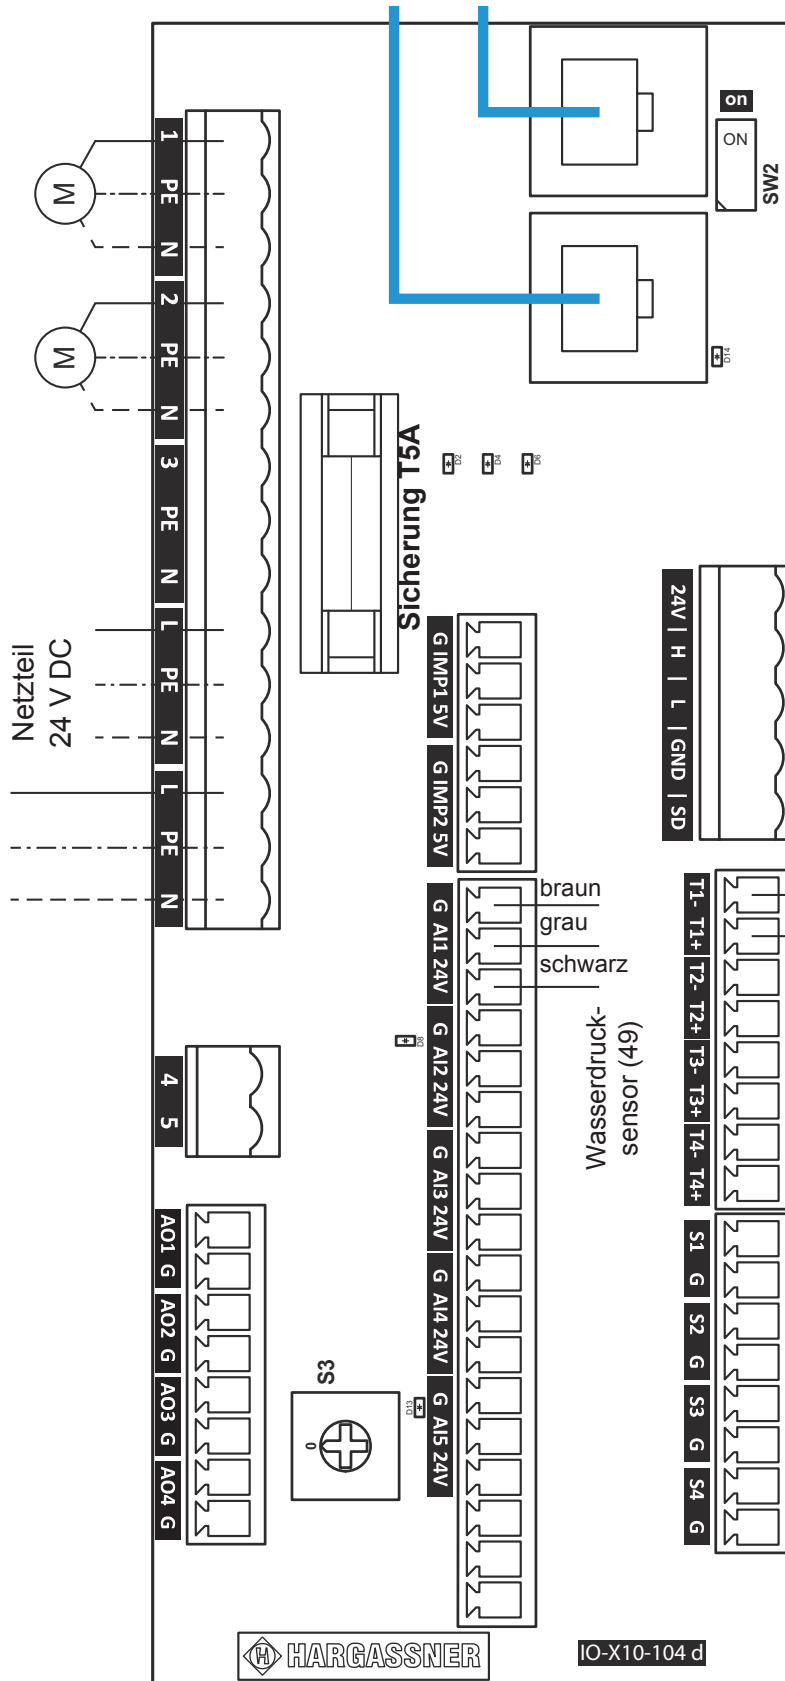 on
ON
SW2
1 PE N
M
2 PE N
M
3 PE N
L PE N
L PE N
Netzteil
24 V DC
Sicherung T5A
D14
D2
D4
D6
G IMP1 5V
G IMP2 5V
24V | H | L | GND | SD
G AI1 24V
G AI2 24V
G AI3 24V
G AI4 24V
G AI5 24V
braun
grau
schwarz
Wasserdruck-
sensor (49)
T1- T1+
T2- T2+
T3- T3+
T4- T4+
S1 G
S2 G
S3 G
S4 G
D8
4 5
AO1 G
AO2 G
AO3 G
AO4 G
S3
0
D13
H HARGASSNER
IO-X10-104 d